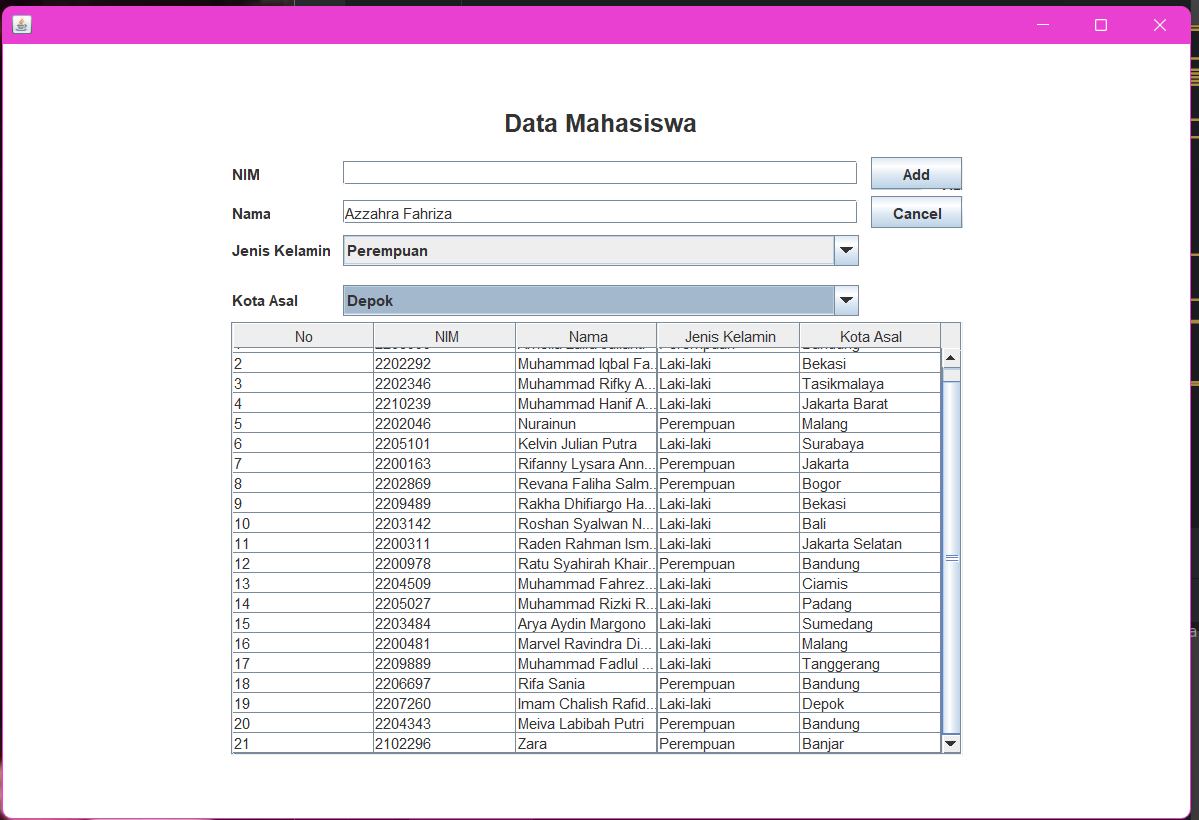 Data Mahasiswa
NIM Add
Nama Azzahra Fahriza Cancel
Jenis Kelamin Perempuan
Kota Asal Depok
No NIM Nama Jenis Kelamin Kota Asal
2 2202292 Muhammad Iqbal Fa... Laki-laki Bekasi
3 2202346 Muhammad Rifky A... Laki-laki Tasikmalaya
4 2210239 Muhammad Hanif A... Laki-laki Jakarta Barat
5 2202046 Nurainun Perempuan Malang
6 2205101 Kelvin Julian Putra Laki-laki Surabaya
7 2200163 Rifanny Lysara Ann... Perempuan Jakarta
8 2202869 Revana Faliha Salm... Perempuan Bogor
9 2209489 Rakha Dhifiargo Ha... Laki-laki Bekasi
10 2203142 Roshan Syalwan N... Laki-laki Bali
11 2200311 Raden Rahman Ism... Laki-laki Jakarta Selatan
12 2200978 Ratu Syahirah Khair... Perempuan Bandung
13 2204509 Muhammad Fahrez... Laki-laki Ciamis
14 2205027 Muhammad Rizki R... Laki-laki Padang
15 2203484 Arya Aydin Margono Laki-laki Sumedang
16 2200481 Marvel Ravindra Di... Laki-laki Malang
17 2209889 Muhammad Fadlul ... Laki-laki Tanggerang
18 2206697 Rifa Sania Perempuan Bandung
19 2207260 Imam Chalish Rafid... Laki-laki Depok
20 2204343 Meiva Labibah Putri Perempuan Bandung
21 2102296 Zara Perempuan Banjar